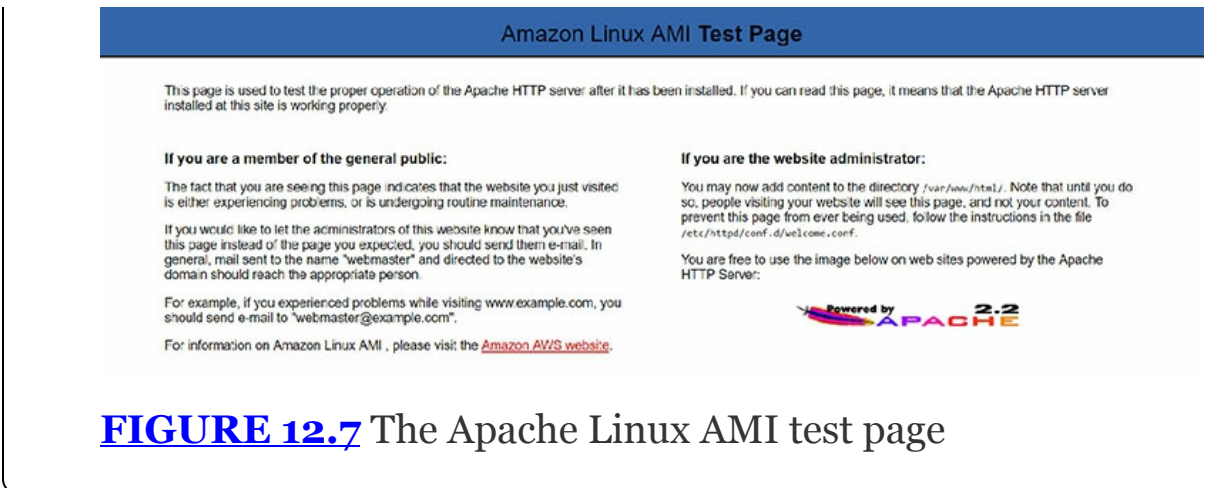 Amazon Linux AMI Test Page
This page is used to test the proper operation of the Apache HTTP server after it has been installed. If you can read this page, it means that the Apache HTTP server
installed at this site is working properly.
If you are a member of the general public:
The fact that you are seeing this page indicates that the website you just visited
is either experiencing problems, or is undergoing routine maintenance.
If you would like to let the administrators of this website know that you've seen
this page instead of the page you expected, you should send them e-mail. In
general, mail sent to the name "webmaster" and directed to the website's
domain should reach the appropriate person.
For example, if you experienced problems while visiting www.example.com, you
should send e-mail to "webmaster@example.com".
For information on Amazon Linux AMI , please visit the Amazon AWS website.
If you are the website administrator:
You may now add content to the directory /var/www/html/. Note that until you do
so, people visiting your website will see this page, and not your content. To
prevent this page from ever being used, follow the instructions in the file
/etc/httpd/conf.d/welcome.conf.
You are free to use the image below on web sites powered by the Apache
HTTP Server:
Powered by 2.2
APACHE
FIGURE 12.7 The Apache Linux AMI test page